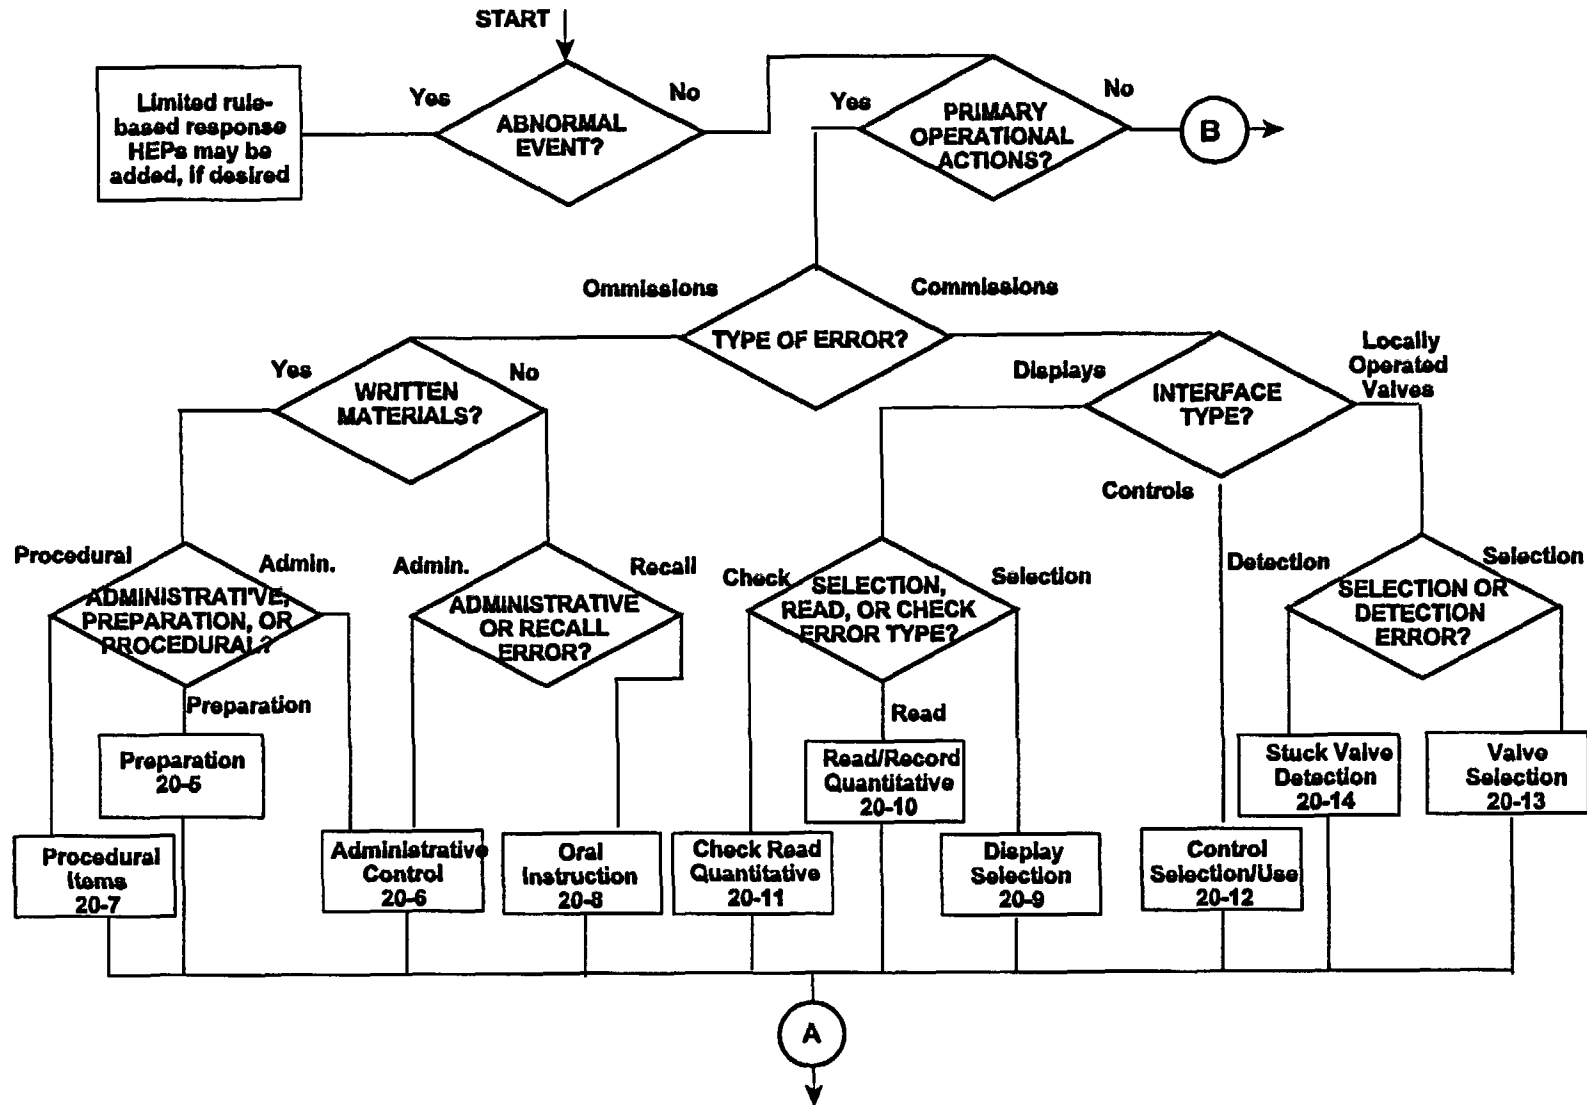 START
Limited rule-
based response
HEPs may be
added, if desired
Yes
ABNORMAL
EVENT?
No
Yes
PRIMARY
OPERATIONAL
ACTIONS?
No
B
Ommissions
TYPE OF ERROR?
Commissions
Yes
WRITTEN
MATERIALS?
No
Displays
INTERFACE
TYPE?
Locally
Operated
Valves
Controls
Procedural
ADMINISTRATI'VE,
PREPARATION, OR
PROCEDURAL?
Admin.
Preparation
Admin.
ADMINISTRATIVE
OR RECALL
ERROR?
Recall
Check
SELECTION,
READ, OR CHECK
ERROR TYPE?
Selection
Read
Detection
SELECTION OR
DETECTION
ERROR?
Selection
Preparation
20-5
Read/Record
Quantitative
20-10
Stuck Valve
Detection
20-14
Valve
Selection
20-13
Procedural
Items
20-7
Administrative
Control
20-6
Oral
Instruction
20-8
Check Read
Quantitative
20-11
Display
Selection
20-9
Control
Selection/Use
20-12
A